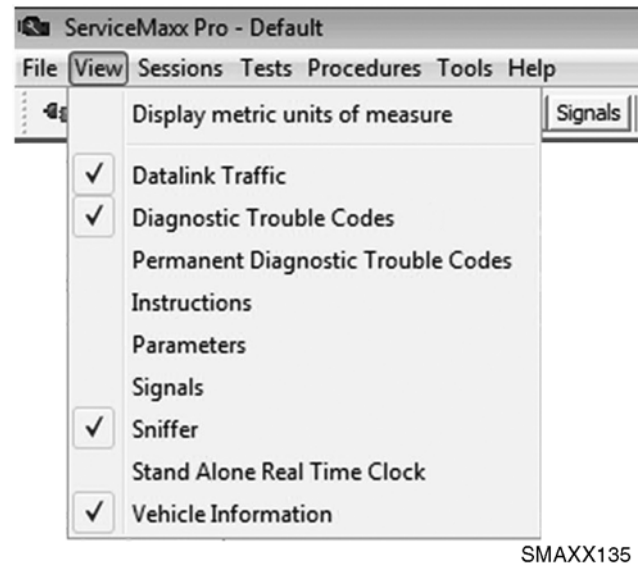 ServiceMaxx Pro - Default
File View Sessions Tests Procedures Tools Help
Display metric units of measure
Signals
Datalink Traffic
Diagnostic Trouble Codes
Permanent Diagnostic Trouble Codes
Instructions
Parameters
Signals
Sniffer
Stand Alone Real Time Clock
Vehicle Information
SMAXX135